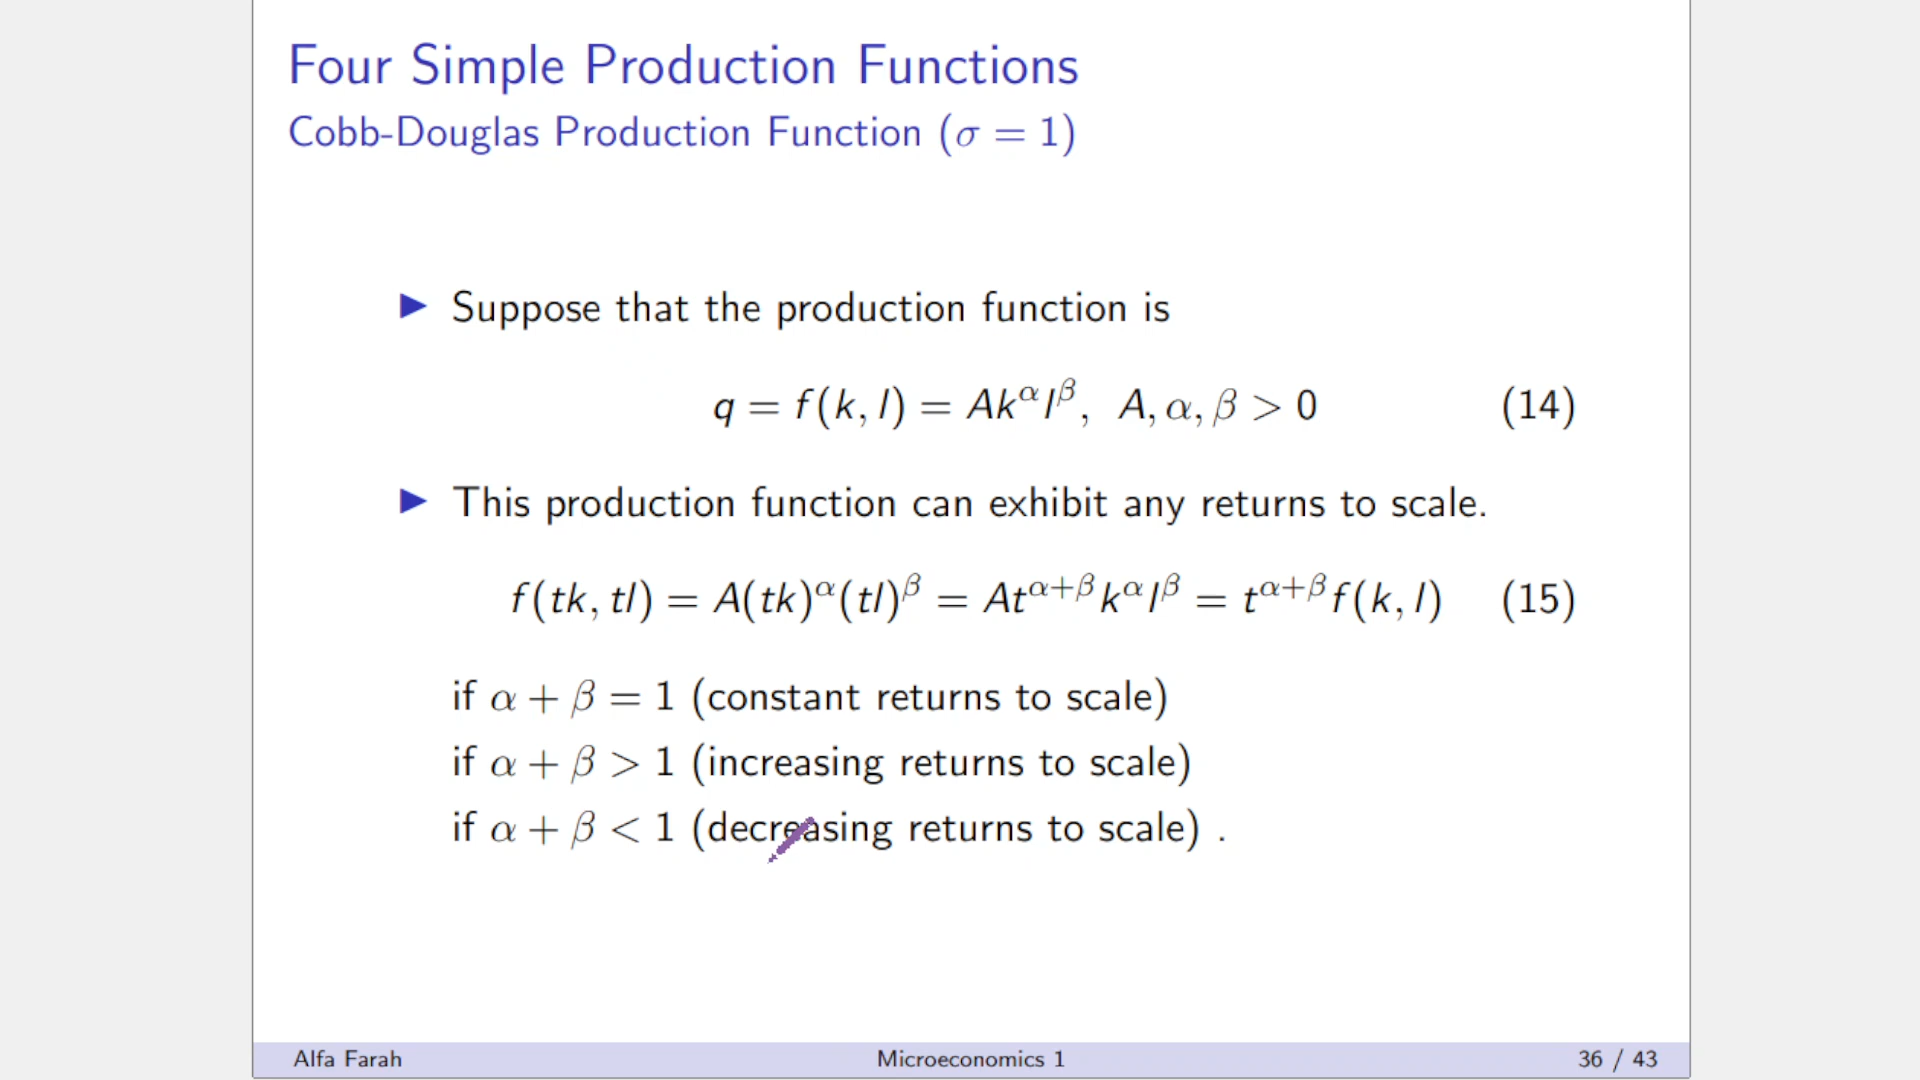 Four Simple Production Functions
Cobb-Douglas Production Function (σ = 1)
▶ Suppose that the production function is
q = f(k, l) = Ak^α l^β, A, α, β > 0 (14)
▶ This production function can exhibit any returns to scale.
f(tk, tl) = A(tk)^α(tl)^β = At^{α+β}k^α l^β = t^{α+β}f(k, l) (15)
if α + β = 1 (constant returns to scale)
if α + β > 1 (increasing returns to scale)
if α + β < 1 (decreasing returns to scale) .
Alfa Farah Microeconomics 1 36 / 43